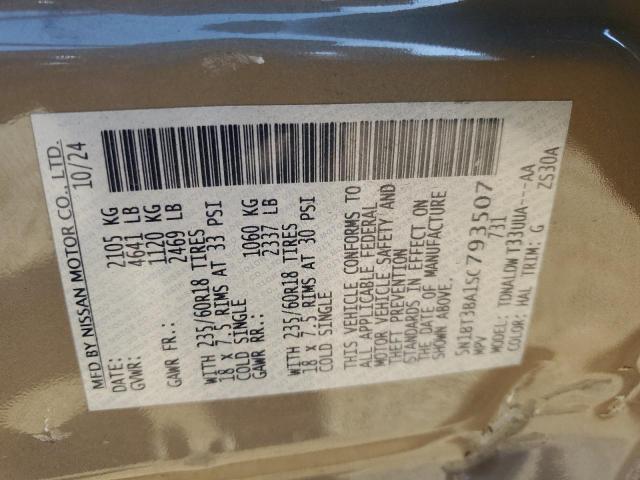 MFD BY NISSAN MOTOR CO., LTD.
DATE: 10/24
GVWR: 2105 KG
4641 LB
GAWR FR.: 1120 KG
2469 LB
WITH 235/60R18 TIRES
18 X 7.5 RIMS AT 33 PSI
COLD SINGLE
GAWR RR.: 1060 KG
2337 LB
WITH 235/60R18 TIRES
18 X 7.5 RIMS AT 30 PSI
COLD SINGLE
THIS VEHICLE CONFORMS TO
ALL APPLICABLE FEDERAL
MOTOR VEHICLE SAFETY AND
THEFT PREVENTION
STANDARDS IN EFFECT ON
THE DATE OF MANUFACTURE
SHOWN ABOVE.
5N1BT3BA1SC793507
MPV 731
MODEL: TDNALDWT33UUA---AA
COLOR: HAL TRIM: G ZS30A